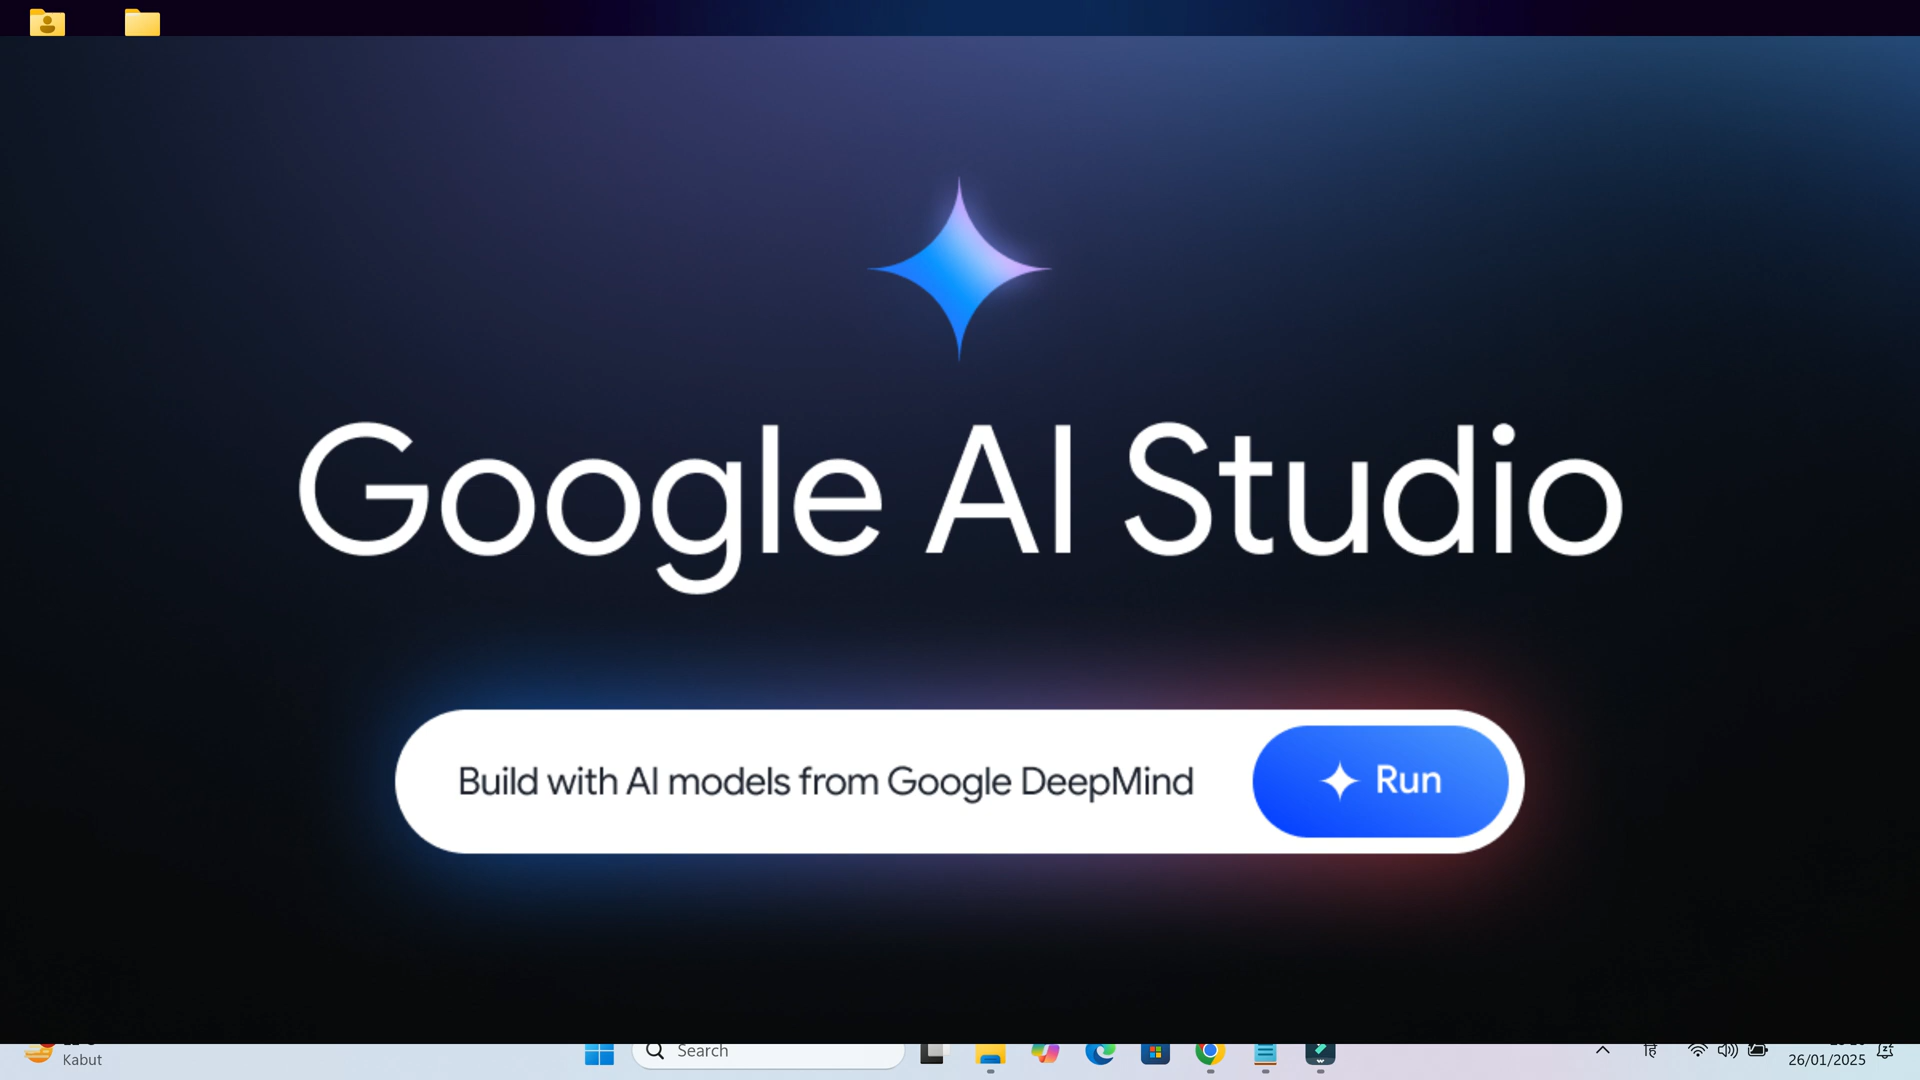 Google AI Studio
Build with AI models from Google DeepMind
Run
Kabut
Search
हि
26/01/2025